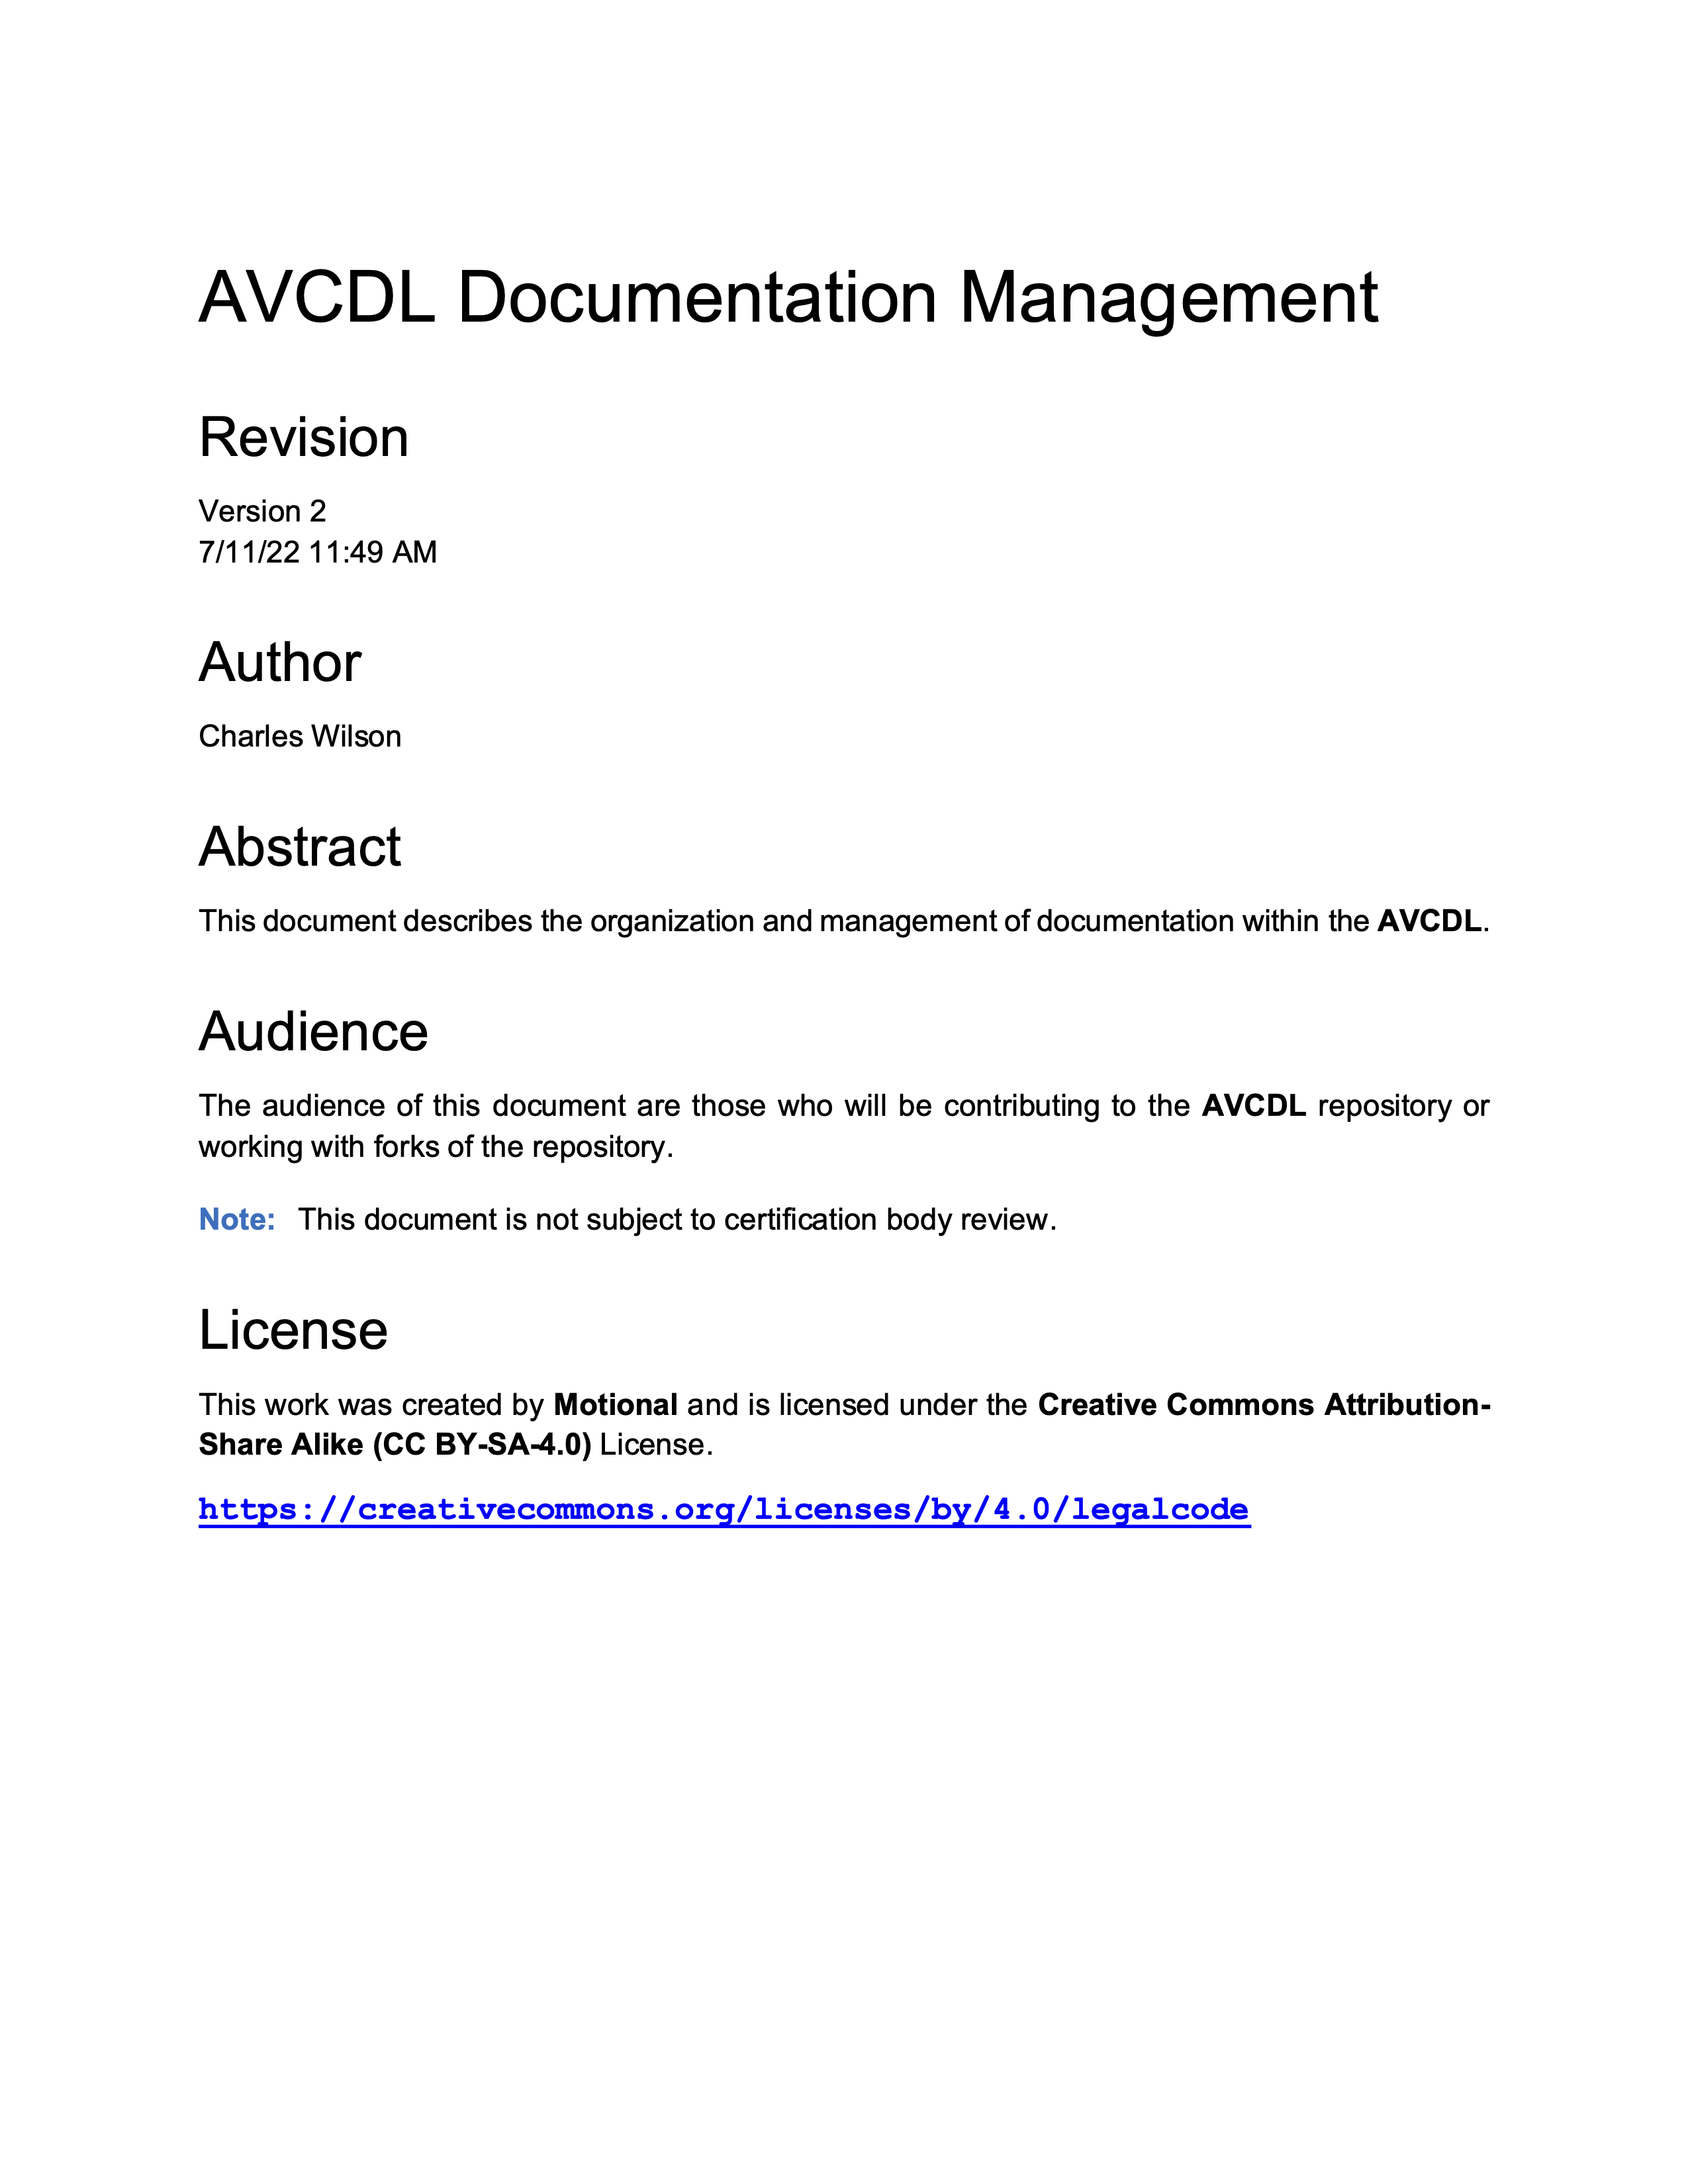 AVCDL Documentation Management
Revision
Version 2
7/11/22 11:49 AM
Author
Charles Wilson
Abstract
This document describes the organization and management of documentation within the AVCDL.
Audience
The audience of this document are those who will be contributing to the AVCDL repository or
working with forks of the repository.
Note: This document is not subject to certification body review.
License
This work was created by Motional and is licensed under the Creative Commons Attribution-
Share Alike (CC BY-SA-4.0) License.
https://creativecommons.org/licenses/by/4.0/legalcode